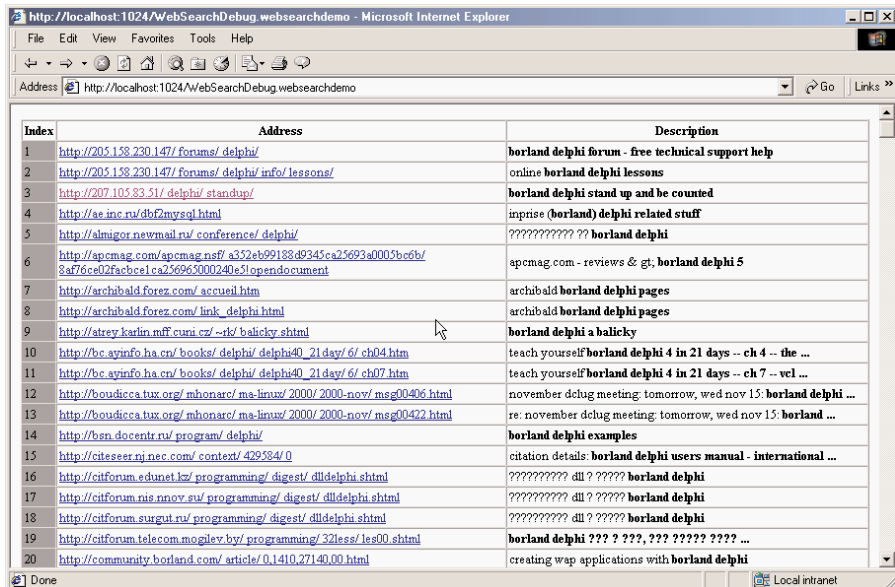 http://localhost:1024/WebSearchDebug.websearchdemo - Microsoft Internet Explorer
File Edit View Favorites Tools Help
Address http://localhost:1024/WebSearchDebug.websearchdemo Go Links »
Index Address Description
1 http://205.158.230.147/ forums/ delphi/ borland delphi forum - free technical support help
2 http://205.158.230.147/ forums/ delphi/ info/ lessons/ online borland delphi lessons
3 http://207.105.83.51/ delphi/ standup/ borland delphi stand up and be counted
4 http://ae.inc.ru/dbf2mysql.html inprise (borland) delphi related stuff
5 http://almigor.newmail.ru/ conference/ delphi/ ??????????? ?? borland delphi
6 http://apcmag.com/apcmag.nsf/ a352eb99188d9345ca25693a0005bc6b/
8af76ce02facbce1ca256965000240e5!opendocument apcmag.com - reviews & gt; borland delphi 5
7 http://archibald.forez.com/ accueil.htm archibald borland delphi pages
8 http://archibald.forez.com/ link_delphi.html archibald borland delphi pages
9 http://atrey.karlin.mff.cuni.cz/ ~rk/ balicky.shtml borland delphi a balicky
10 http://bc.ayinfo.ha.cn/ books/ delphi/ delphi40_21day/ 6/ ch04.htm teach yourself borland delphi 4 in 21 days -- ch 4 -- the ...
11 http://bc.ayinfo.ha.cn/ books/ delphi/ delphi40_21day/ 6/ ch07.htm teach yourself borland delphi 4 in 21 days -- ch 7 -- vcl ...
12 http://boudicca.tux.org/ mhonarc/ ma-linux/ 2000/ 2000-nov/ msg00406.html november dclug meeting: tomorrow, wed nov 15: borland delphi ...
13 http://boudicca.tux.org/ mhonarc/ ma-linux/ 2000/ 2000-nov/ msg00422.html re: november dclug meeting: tomorrow, wed nov 15: borland ...
14 http://bsn.docentr.ru/ program/ delphi/ borland delphi examples
15 http://citeseer.nj.nec.com/ context/ 429584/ 0 citation details: borland delphi users manual - international ...
16 http://citforum.edunet.kz/ programming/ digest/ dlldelphi.shtml ?????????? dll ? ????? borland delphi
17 http://citforum.nis.nnov.su/ programming/ digest/ dlldelphi.shtml ?????????? dll ? ????? borland delphi
18 http://citforum.surgut.ru/ programming/ digest/ dlldelphi.shtml ?????????? dll ? ????? borland delphi
19 http://citforum.telecom.mogilev.by/ programming/ 32less/ les00.shtml borland delphi ??? ? ???, ??? ????? ???? ...
20 http://community.borland.com/ article/ 0,1410,27140,00.html creating wap applications with borland delphi
Done Local intranet